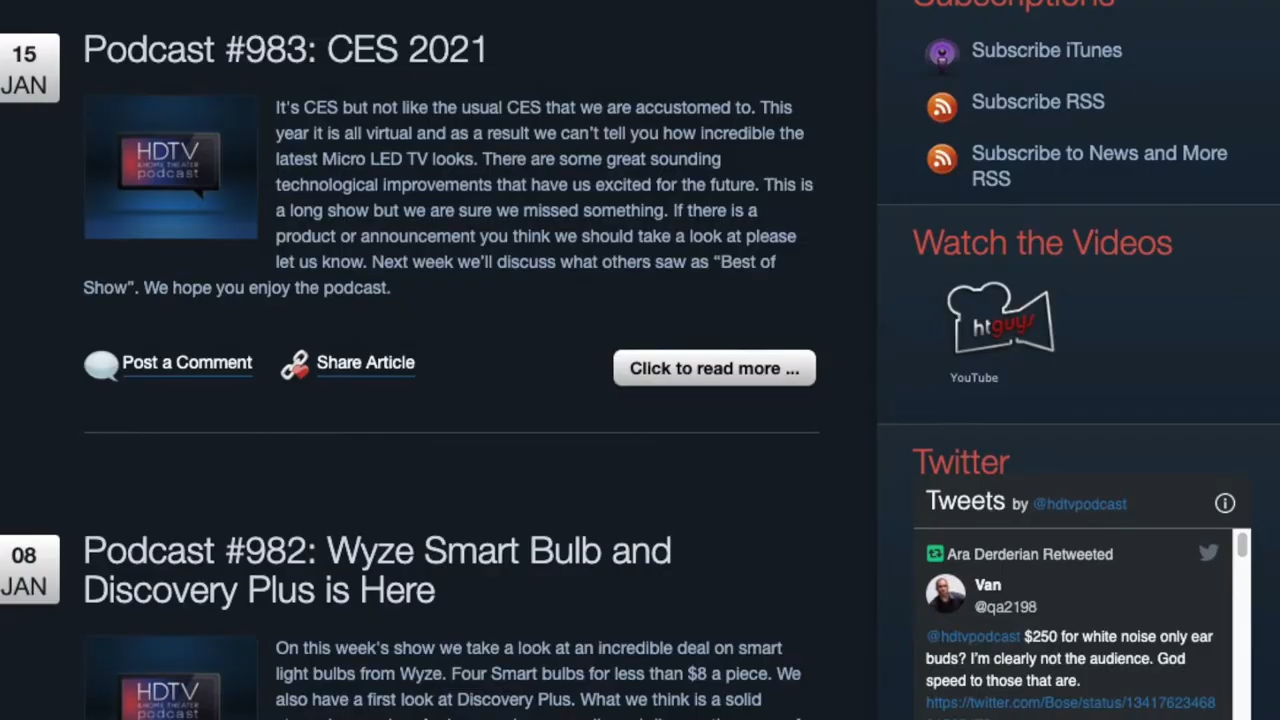 Subscriptions
15
JAN
Podcast #983: CES 2021
HDTV
& HOME THEATER
podcast
It's CES but not like the usual CES that we are accustomed to. This
year it is all virtual and as a result we can't tell you how incredible the
latest Micro LED TV looks. There are some great sounding
technological improvements that have us excited for the future. This is
a long show but we are sure we missed something. If there is a
product or announcement you think we should take a look at please
let us know. Next week we'll discuss what others saw as “Best of
Show”. We hope you enjoy the podcast.
Post a Comment
Share Article
Click to read more ...
08
JAN
Podcast #982: Wyze Smart Bulb and
Discovery Plus is Here
HDTV
& HOME THEATER
podcast
On this week's show we take a look at an incredible deal on smart
light bulbs from Wyze. Four Smart bulbs for less than $8 a piece. We
also have a first look at Discovery Plus. What we think is a solid
Subscribe iTunes
Subscribe RSS
Subscribe to News and More
RSS
Watch the Videos
htguys
YouTube
Twitter
Tweets by @hdtvpodcast
Ara Derderian Retweeted
Van
@qa2198
@hdtvpodcast $250 for white noise only ear
buds? I'm clearly not the audience. God
speed to those that are.
https://twitter.com/Bose/status/13417623468